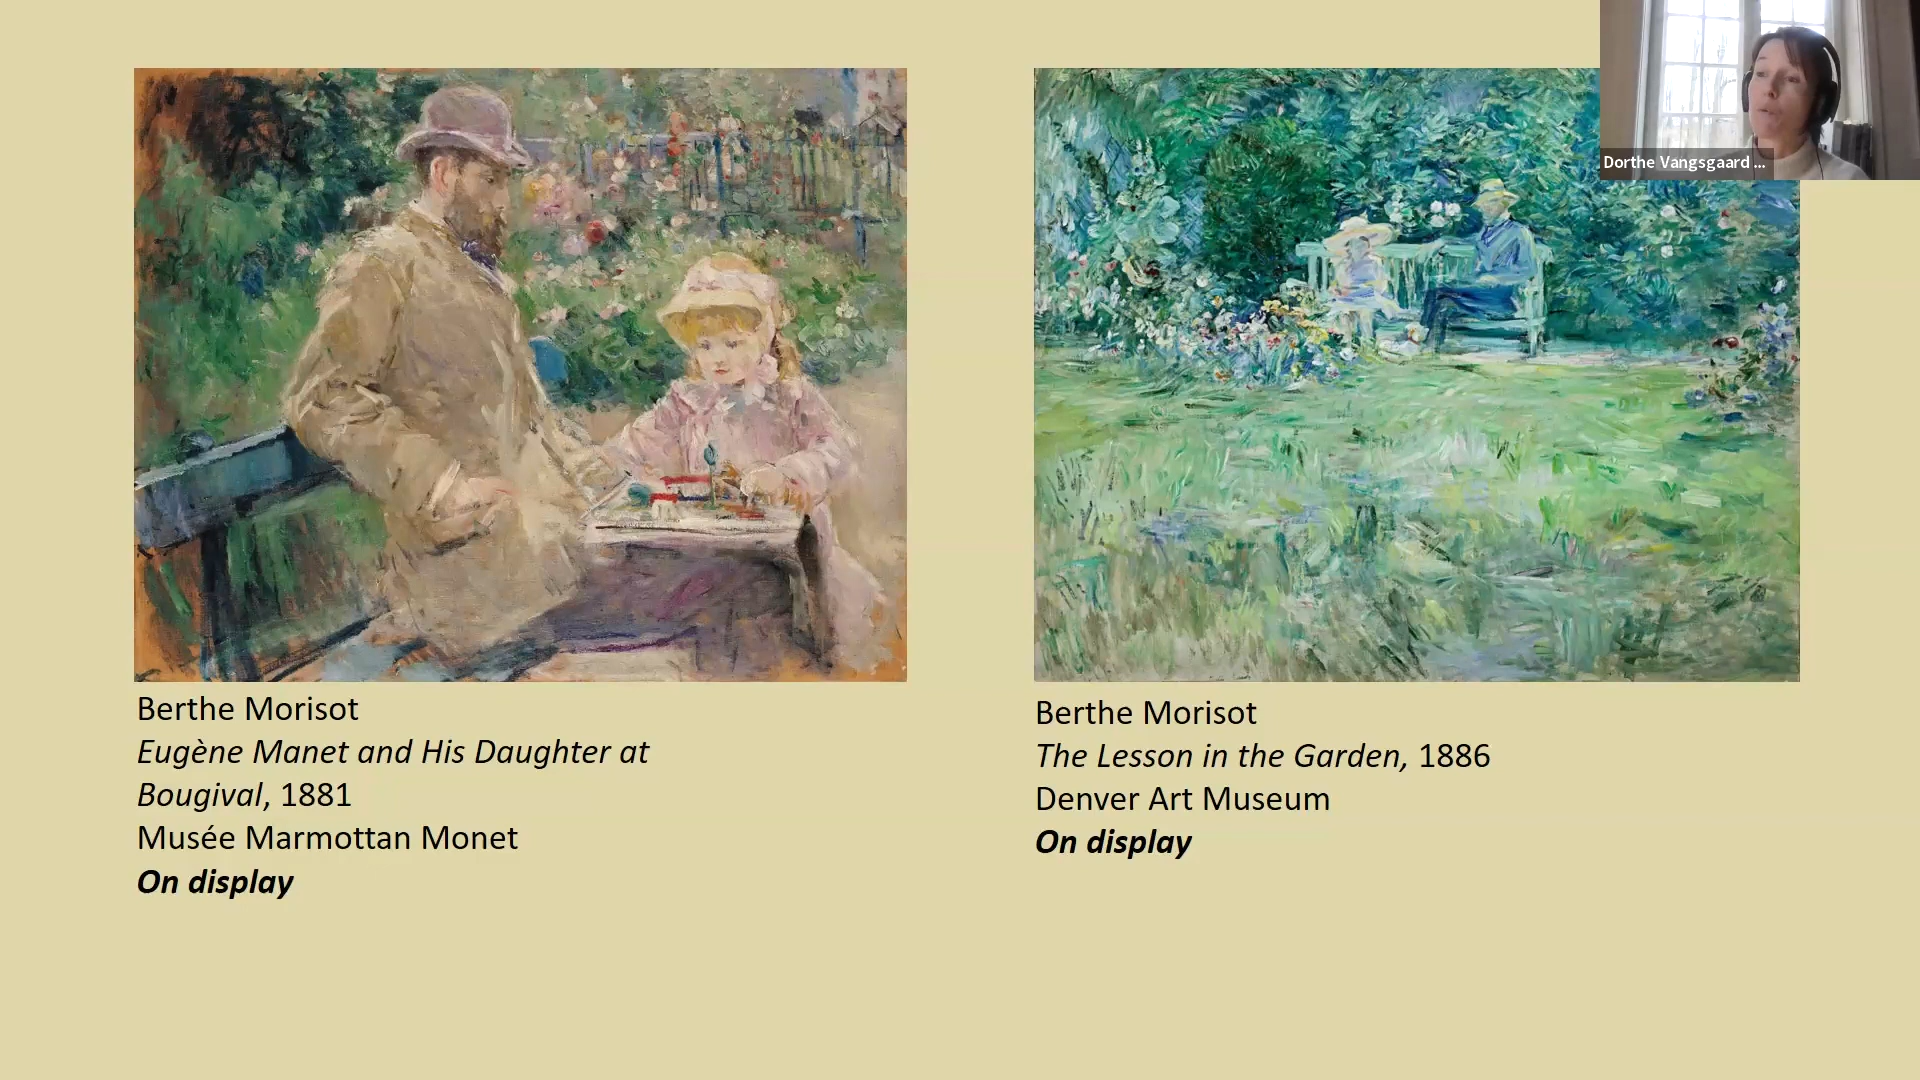 Dorthe Vangsgaard ...
Berthe Morisot
Eugène Manet and His Daughter at
Bougival, 1881
Musée Marmottan Monet
On display
Berthe Morisot
The Lesson in the Garden, 1886
Denver Art Museum
On display